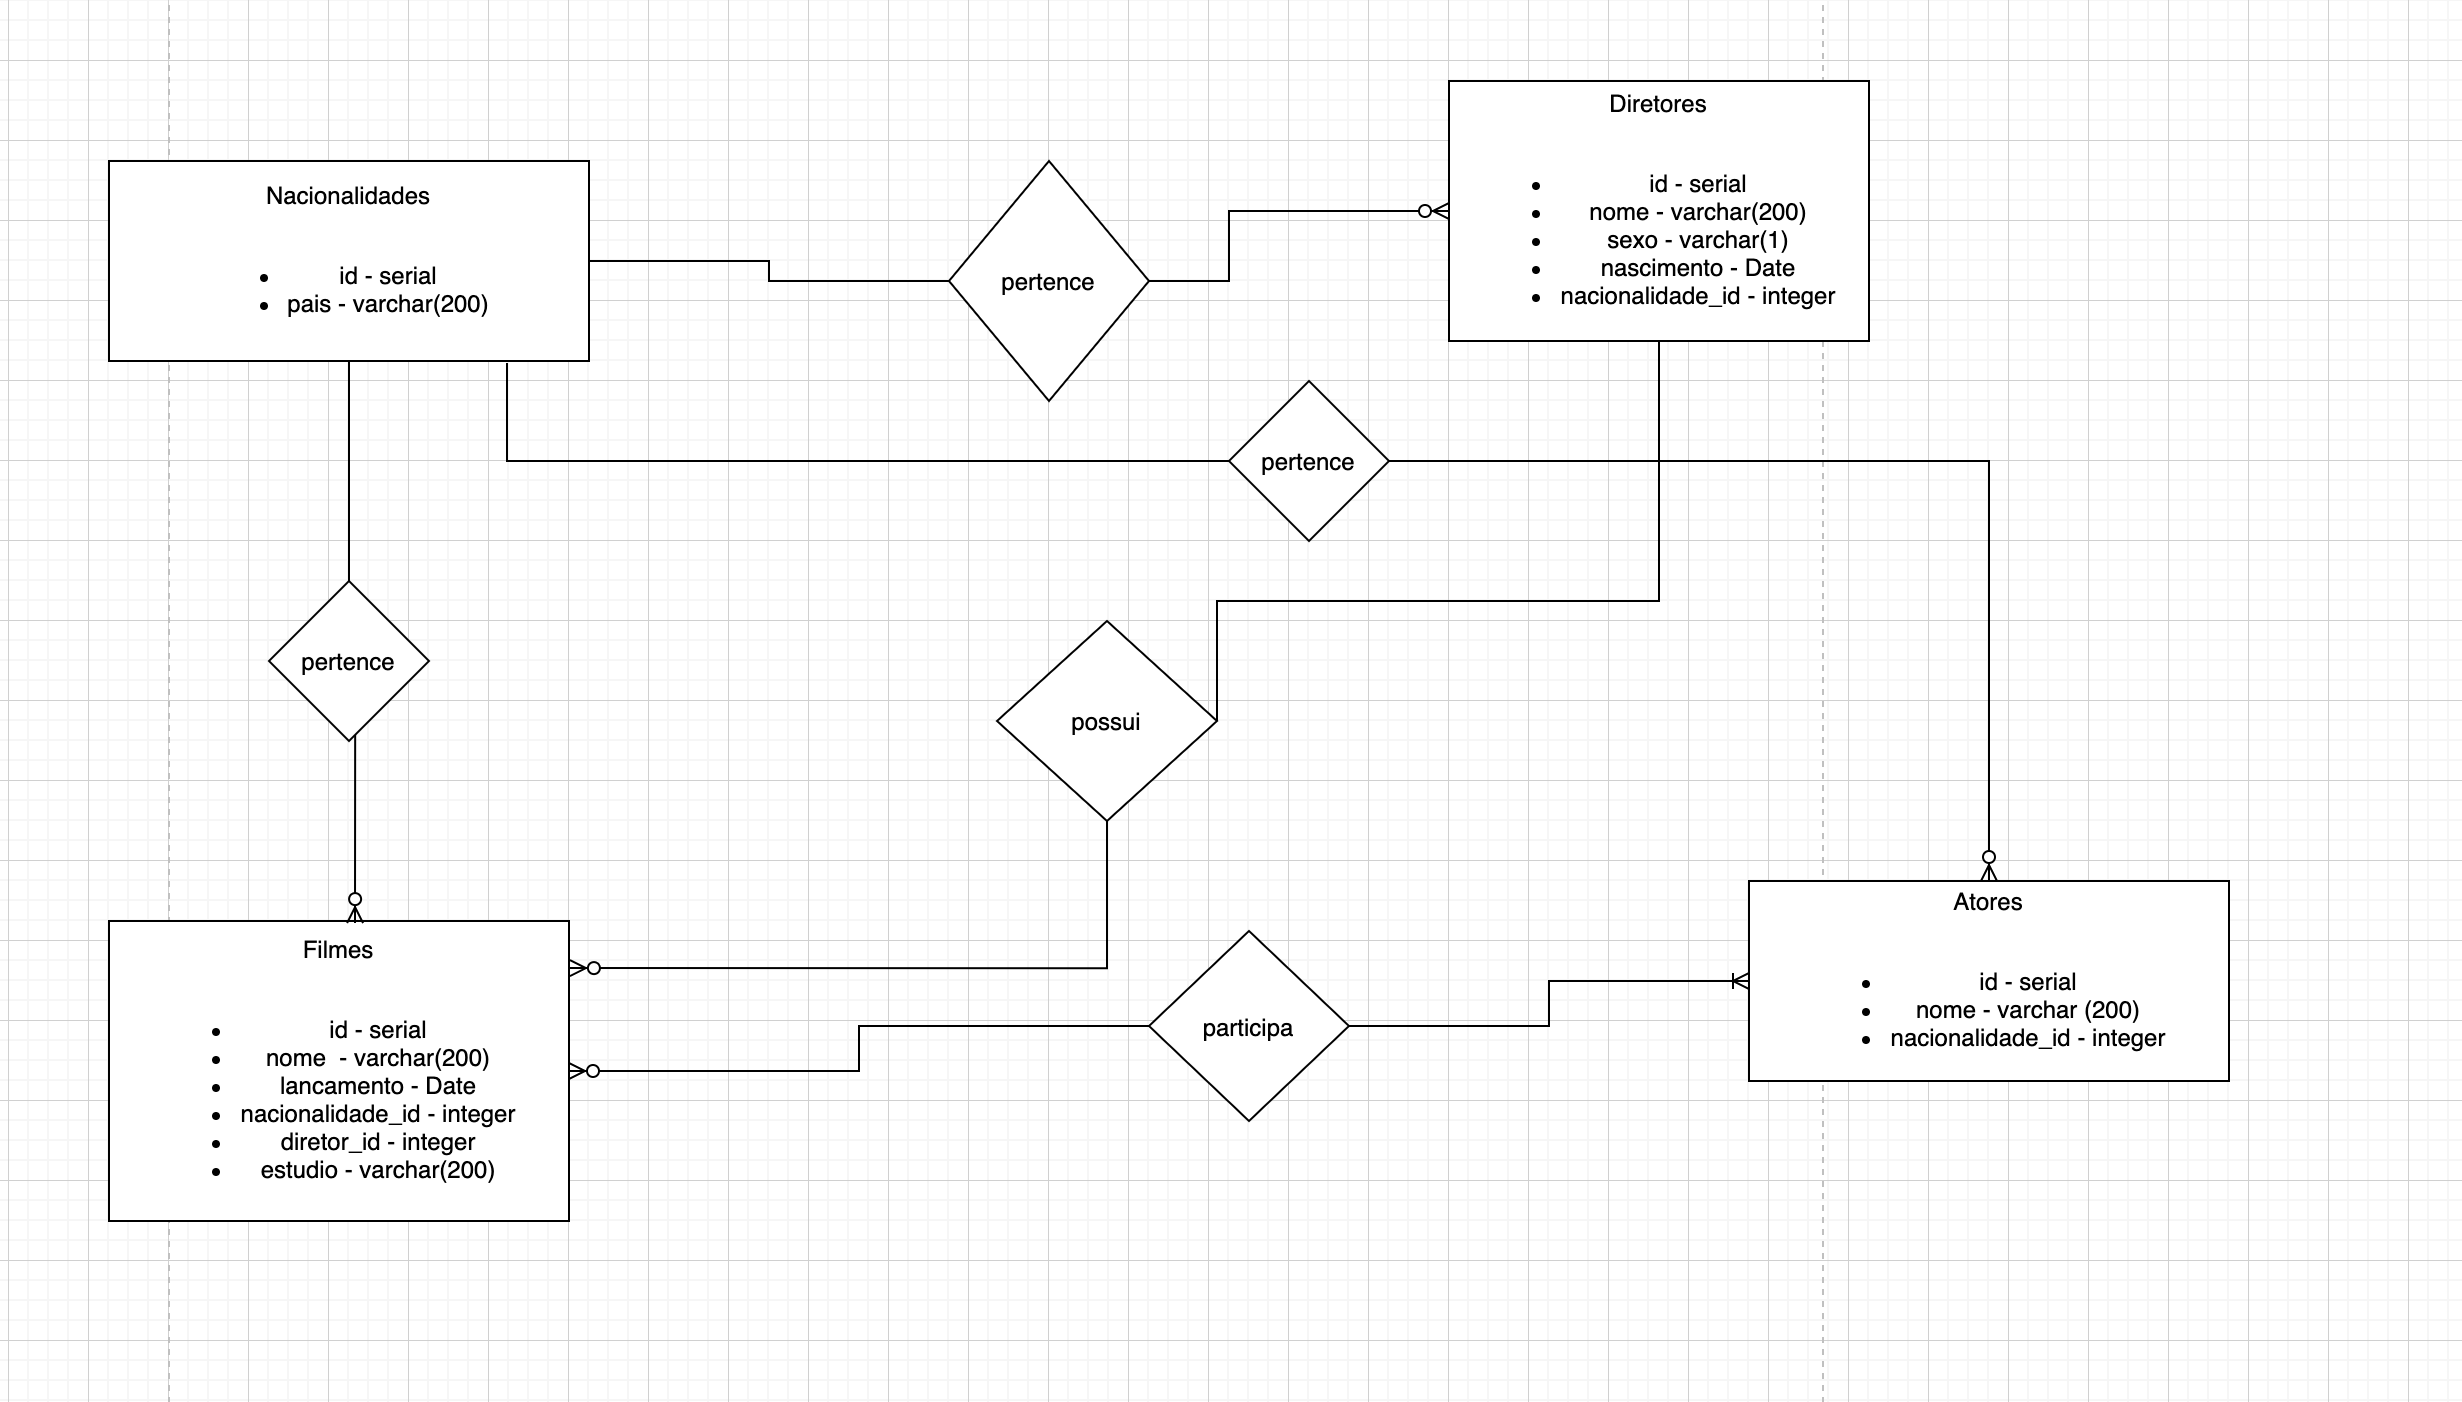 Nacionalidades
id - serial
pais - varchar(200)
pertence
Diretores
id - serial
nome - varchar(200)
sexo - varchar(1)
nascimento - Date
nacionalidade_id - integer
pertence
pertence
possui
Filmes
id - serial
nome  - varchar(200)
lancamento - Date
nacionalidade_id - integer
diretor_id - integer
estudio - varchar(200)
participa
Atores
id - serial
nome - varchar (200)
nacionalidade_id - integer